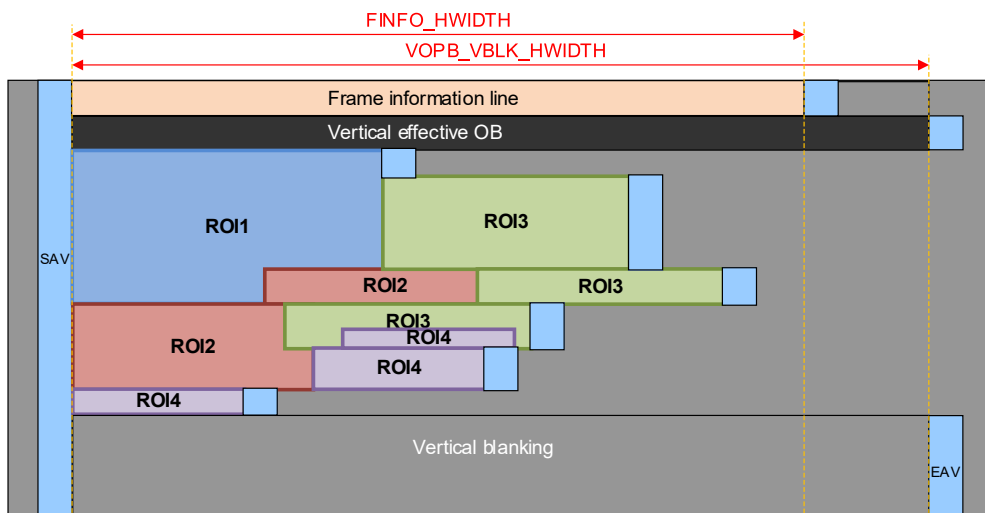 FINFO_HWIDTH
VOPB_VBLK_HWIDTH
Frame information line
Vertical effective OB
ROI1
ROI3
SAV
ROI2
ROI3
ROI3
ROI4
ROI2
ROI4
ROI4
Vertical blanking
EAV